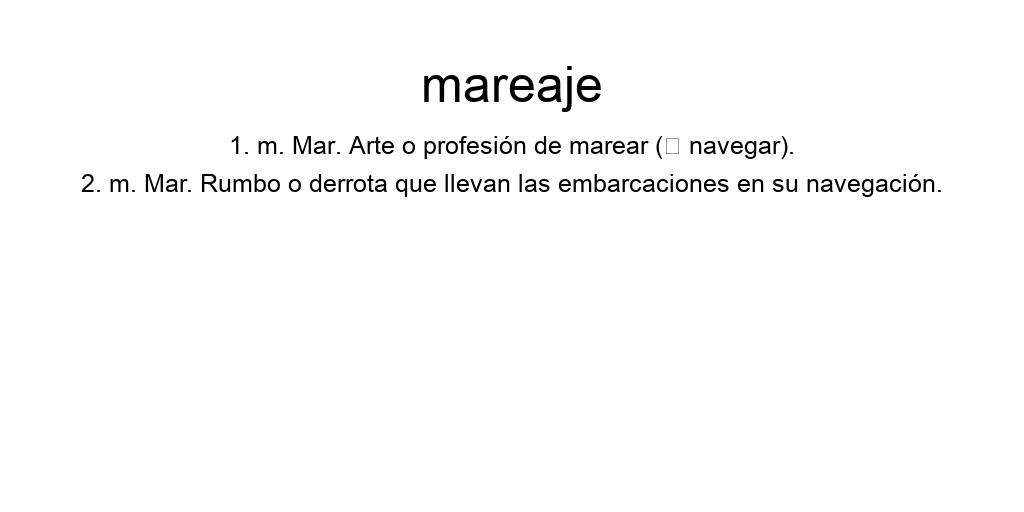 mareaje
1. m. Mar. Arte o profesión de marear (□ navegar).
2. m. Mar. Rumbo o derrota que llevan las embarcaciones en su navegación.